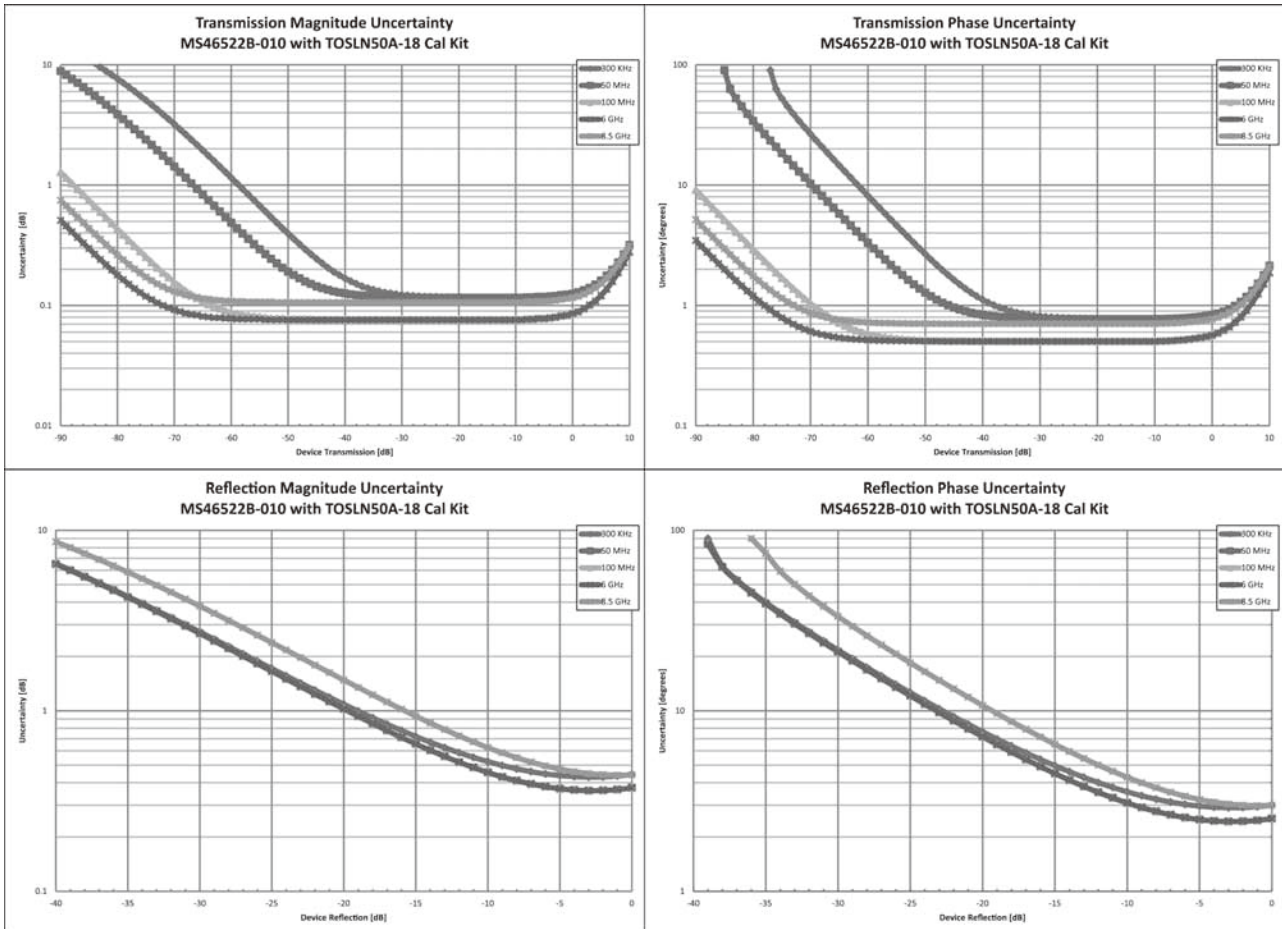 Transmission Magnitude Uncertainty
MS46522B-010 with TOSLN50A-18 Cal Kit
10
1
0.1
0.01
Uncertainty [dB]
-90 -80 -70 -60 -50 -40 -30 -20 -10 0 10
Device Transmission [dB]
300 KHz
50 MHz
100 MHz
6 GHz
8.5 GHz
Transmission Phase Uncertainty
MS46522B-010 with TOSLN50A-18 Cal Kit
100
10
1
0.1
Uncertainty [degrees]
-90 -80 -70 -60 -50 -40 -30 -20 -10 0 10
Device Transmission [dB]
300 KHz
50 MHz
100 MHz
6 GHz
8.5 GHz
Reflection Magnitude Uncertainty
MS46522B-010 with TOSLN50A-18 Cal Kit
10
1
0.1
Uncertainty [dB]
-40 -35 -30 -25 -20 -15 -10 -5 0
Device Reflection [dB]
300 KHz
50 MHz
100 MHz
6 GHz
8.5 GHz
Reflection Phase Uncertainty
MS46522B-010 with TOSLN50A-18 Cal Kit
100
10
1
Uncertainty [degrees]
-40 -35 -30 -25 -20 -15 -10 -5 0
Device Reflection [dB]
300 KHz
50 MHz
100 MHz
6 GHz
8.5 GHz